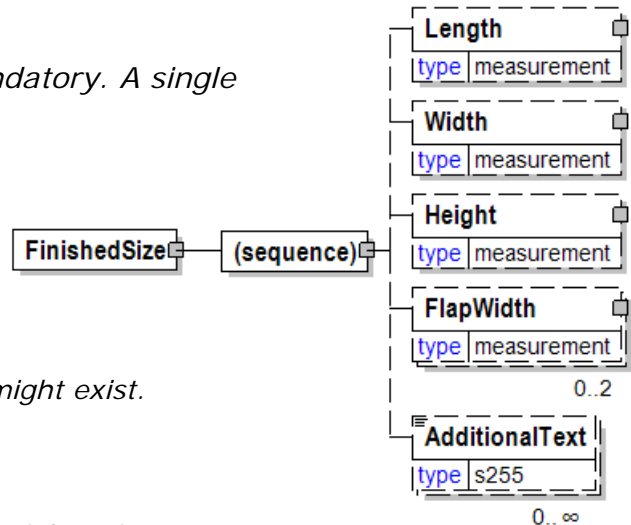 Length
type measurement
ndatory. A single
Width
type measurement
Height
type measurement
FinishedSize
(sequence)
FlapWidth
type measurement
0..2
might exist.
AdditionalText
type s255
0..∞